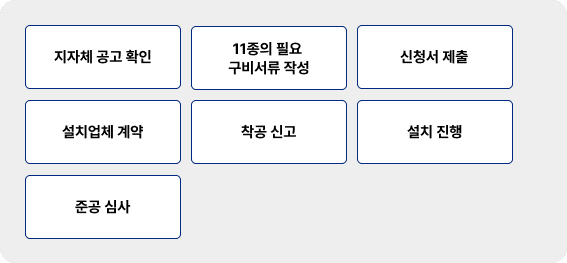 지자체 공고 확인
11종의 필요
구비서류 작성
신청서 제출
설치업체 계약
착공 신고
설치 진행
준공 심사